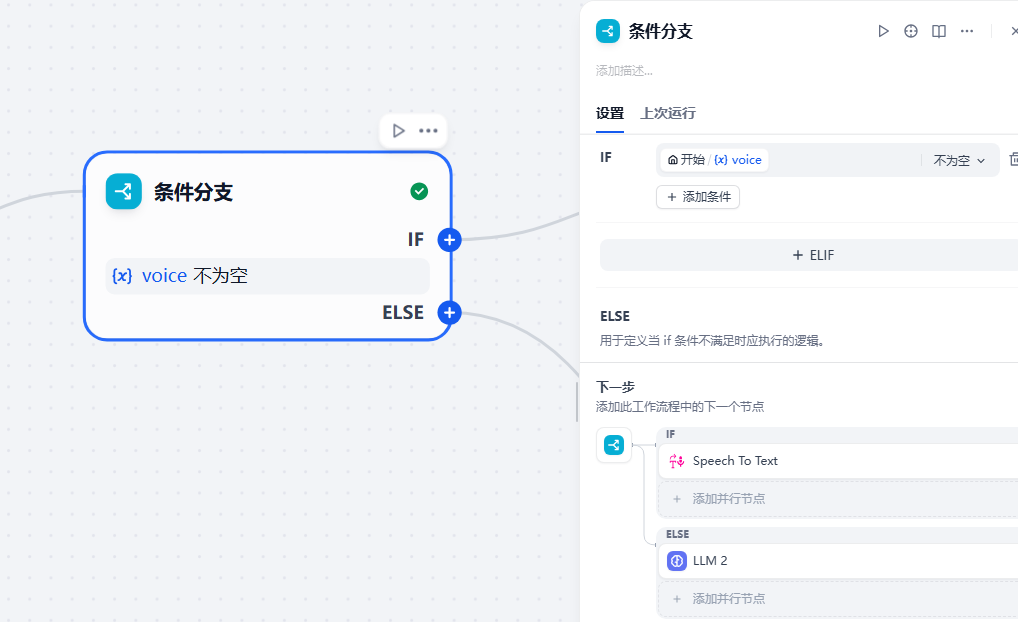 条件分支
IF
{x} voice 不为空
ELSE
条件分支
添加描述...
设置 上次运行
IF 开始 / {x} voice 不为空
+ 添加条件
+ ELIF
ELSE
用于定义当 if 条件不满足时应执行的逻辑。
下一步
添加此工作流程中的下一个节点
IF
Speech To Text
+ 添加并行节点
ELSE
LLM 2
+ 添加并行节点